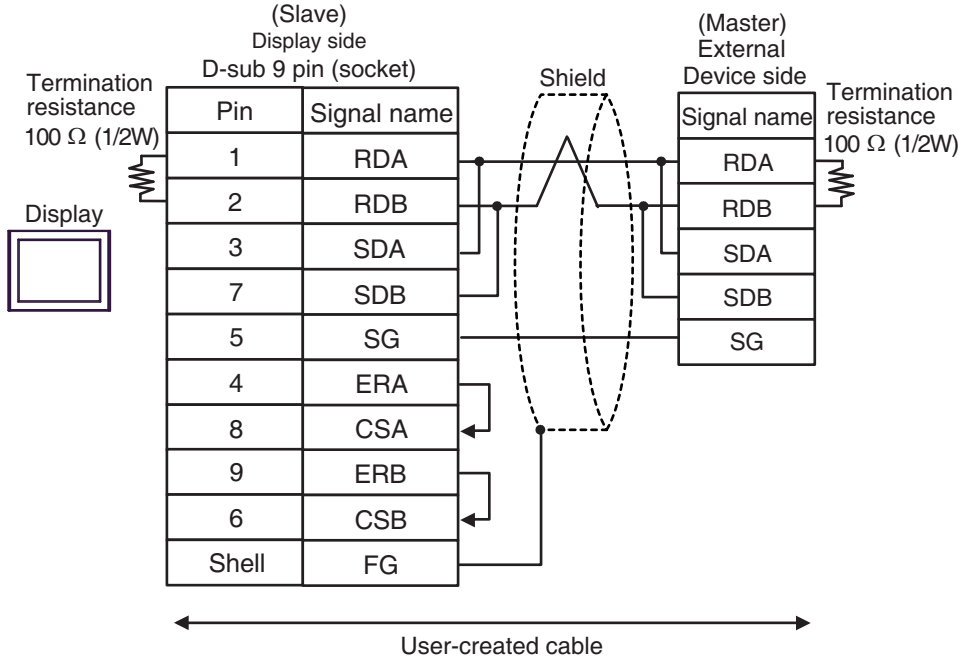 (Slave)
Display side
D-sub 9 pin (socket)
(Master)
External
Device side
Termination
resistance
100 Ω (1/2W)
Shield
Termination
resistance
100 Ω (1/2W)
Display
Pin Signal name
1 RDA
2 RDB
3 SDA
7 SDB
5 SG
4 ERA
8 CSA
9 ERB
6 CSB
Shell FG
Signal name
RDA
RDB
SDA
SDB
SG
User-created cable